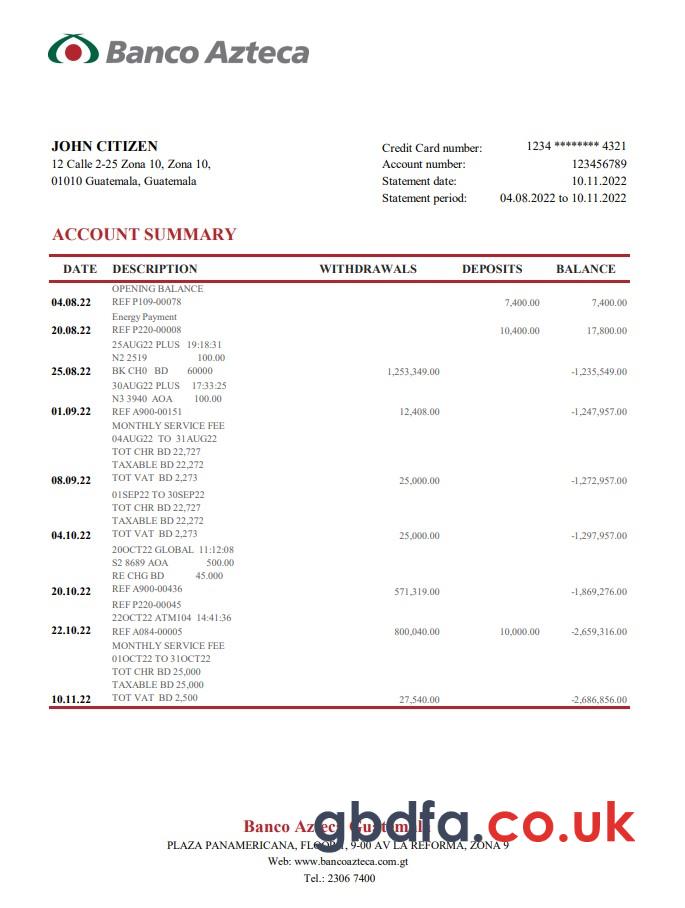 Banco Azteca
JOHN CITIZEN
12 Calle 2-25 Zona 10, Zona 10,
01010 Guatemala, Guatemala
Credit Card number: 1234 ******** 4321
Account number: 123456789
Statement date: 10.11.2022
Statement period: 04.08.2022 to 10.11.2022
ACCOUNT SUMMARY
DATE DESCRIPTION WITHDRAWALS DEPOSITS BALANCE
OPENING BALANCE
04.08.22 REF P109-00078 7,400.00 7,400.00
Energy Payment
20.08.22 REF P220-00008 10,400.00 17,800.00
25AUG22 PLUS 19:18:31
N2 2519 100.00
25.08.22 BK CH0 BD 60000 1,253,349.00 -1,235,549.00
30AUG22 PLUS 17:33:25
N3 3940 AOA 100.00
01.09.22 REF A900-00151 12,408.00 -1,247,957.00
MONTHLY SERVICE FEE
04AUG22 TO 31AUG22
TOT CHR BD 22,727
TAXABLE BD 22,272
08.09.22 TOT VAT BD 2,273 25,000.00 -1,272,957.00
01SEP22 TO 30SEP22
TOT CHR BD 22,727
TAXABLE BD 22,272
04.10.22 TOT VAT BD 2,273 25,000.00 -1,297,957.00
20OCT22 GLOBAL 11:12:08
S2 8689 AOA 500.00
RE CHG BD 45.000
20.10.22 REF A900-00436 571,319.00 -1,869,276.00
REF P220-00045
22OCT22 ATM104 14:41:36
22.10.22 REF A084-00005 800,040.00 10,000.00 -2,659,316.00
MONTHLY SERVICE FEE
01OCT22 TO 31OCT22
TOT CHR BD 25,000
TAXABLE BD 25,000
10.11.22 TOT VAT BD 2,500 27,540.00 -2,686,856.00
gbdfa.co.uk
Banco Azteca Guatemala
PLAZA PANAMERICANA, 9-00 AV LA REFORMA, ZONA 9
Web: www.bancoazteca.com.gt
Tel.: 2306 7400